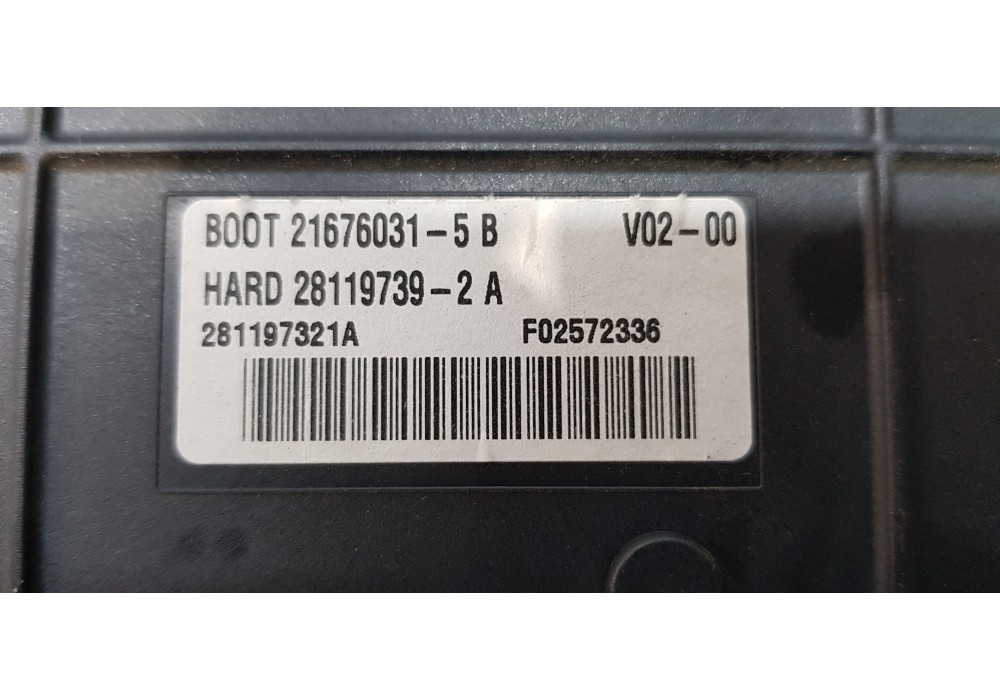 BOOT 21676031-5 B V02-00
HARD 28119739-2 A
281197321A F02572336